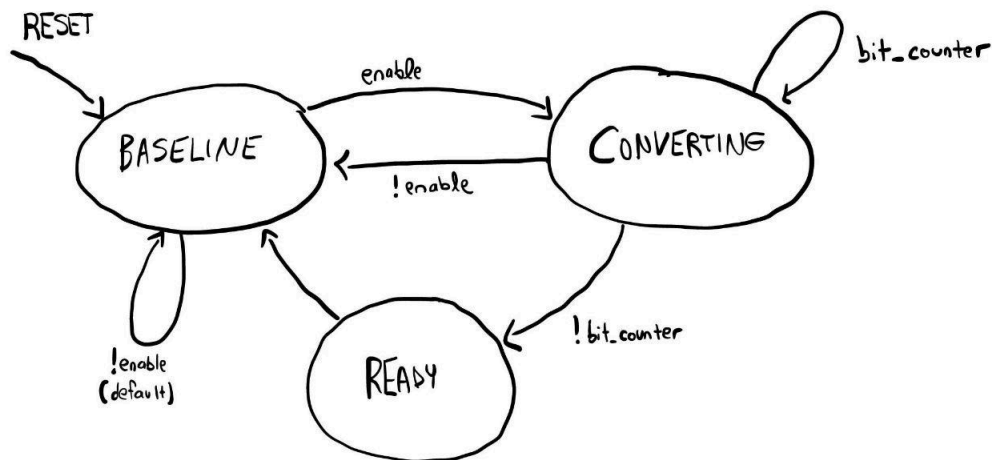 RESET
enable
bit_counter
BASELINE
CONVERTING
!enable
!enable
(default)
!bit_counter
READY